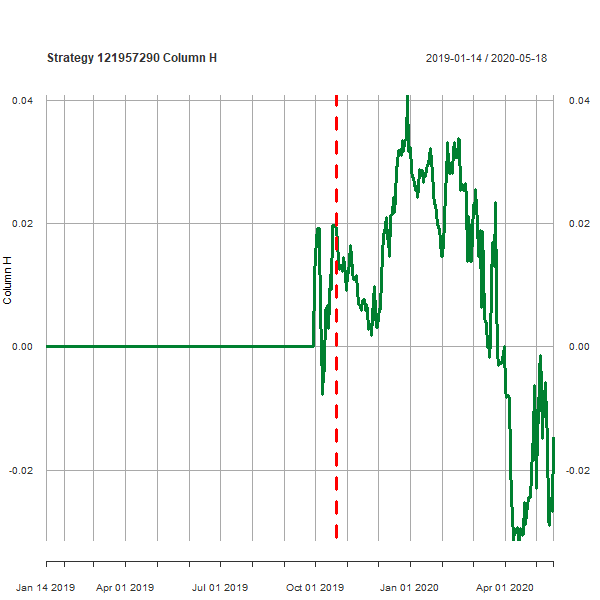 Strategy 121957290 Column H
2019-01-14 / 2020-05-18
0.04
0.04
0.02
0.02
Column H
0.00
0.00
-0.02
-0.02
Jan 14 2019
Apr 01 2019
Jul 01 2019
Oct 01 2019
Jan 01 2020
Apr 01 2020